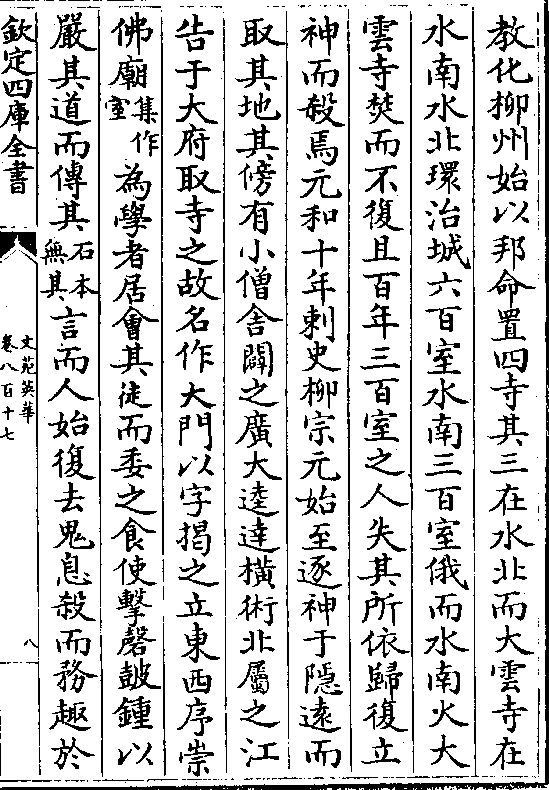 教化柳州始以邦命置四寺其三在水北而大雲寺在
水南水北環治城六百室水南三百室俄而水南火大
雲寺焚而不復且百年三百室之人失其所依歸復立
神而殺焉元和十年刺史柳宗元始至逐神于隱逺而
取其地其傍有小僧舍闢之廣大逵達橫術北屬之江
告于大府取寺之故名作大門以字揭之立東西序崇
佛廟集作室為學者居會其徒而委之食使擊磬鼓鍾以
嚴其道而傳其石本無其言而人始復去鬼息殺而務趣於
欽定四庫全書
文苑英華
卷八百十七
八